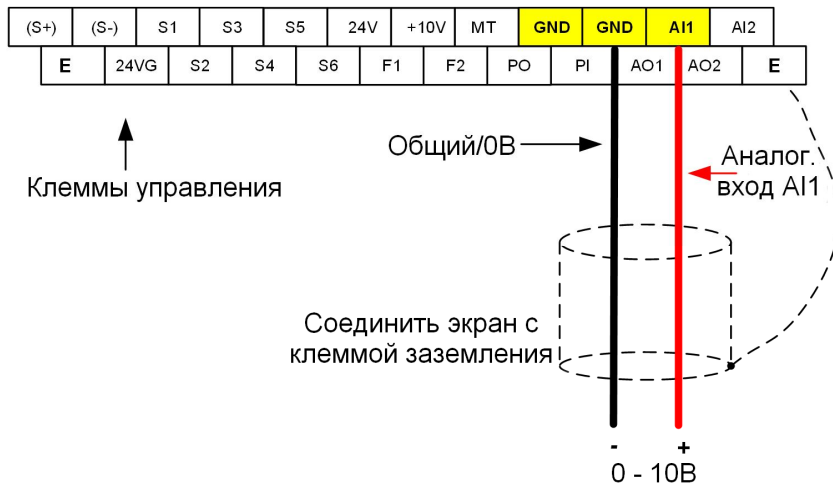 (S+) (S-) S1 S3 S5 24V +10V MT GND GND AI1 AI2
E 24VG S2 S4 S6 F1 F2 PO PI AO1 AO2 E
Общий/0В
Аналог.
вход AI1
Клеммы управления
Соединить экран с
клеммой заземления
- +
0 - 10В